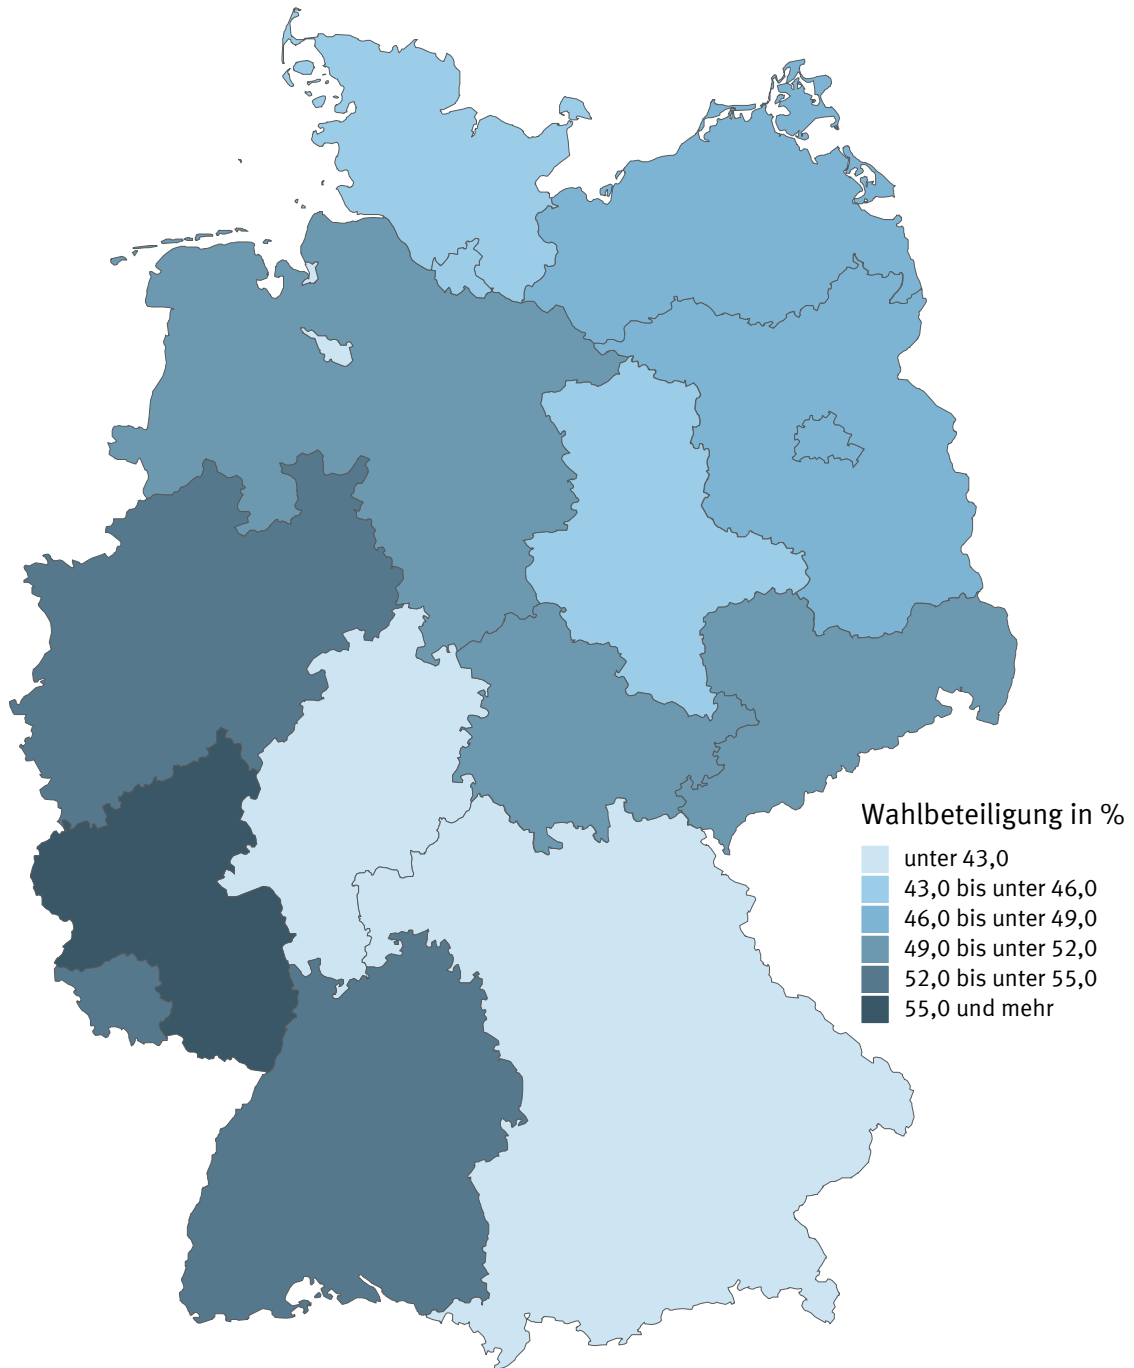 Wahlbeteiligung in %
unter 43,0
43,0 bis unter 46,0
46,0 bis unter 49,0
49,0 bis unter 52,0
52,0 bis unter 55,0
55,0 und mehr